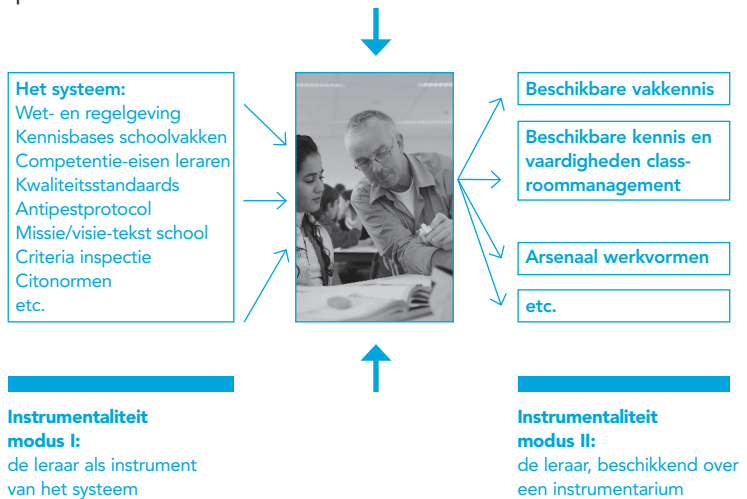 Het systeem:
Wet- en regelgeving
Kennisbases schoolvakken
Competentie-eisen leraren
Kwaliteitsstandaards
Antipestprotocol
Missie/visie-tekst school
Criteria inspectie
Citonormen
etc.
Beschikbare vakkennis
Beschikbare kennis en
vaardigheden class-
roommanagement
Arsenaal werkvormen
etc.
Instrumentaliteit
modus I:
de leraar als instrument
van het systeem
Instrumentaliteit
modus II:
de leraar, beschikkend over
een instrumentarium